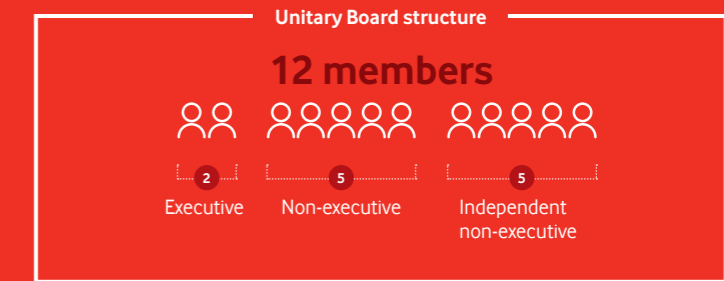 Unitary Board structure
12 members
2
5
5
Executive
Non-executive
Independent
non-executive